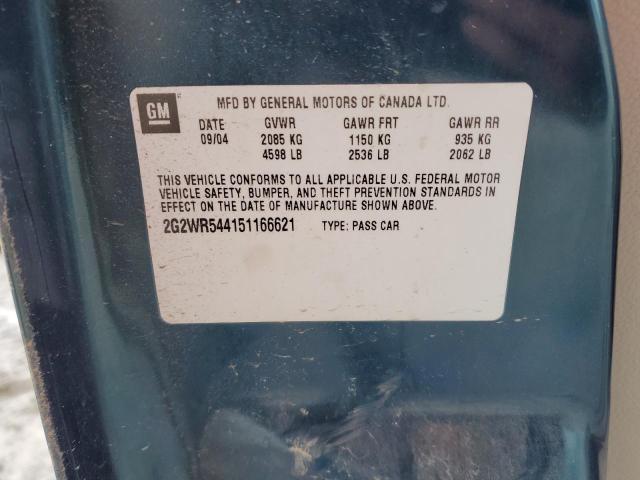 GM
MFD BY GENERAL MOTORS OF CANADA LTD.
DATE GVWR GAWR FRT GAWR RR
09/04 2085 KG 1150 KG 935 KG
4598 LB 2536 LB 2062 LB
THIS VEHICLE CONFORMS TO ALL APPLICABLE U.S. FEDERAL MOTOR
VEHICLE SAFETY, BUMPER, AND THEFT PREVENTION STANDARDS IN
EFFECT ON THE DATE OF MANUFACTURE SHOWN ABOVE.
2G2WR544151166621 TYPE: PASS CAR